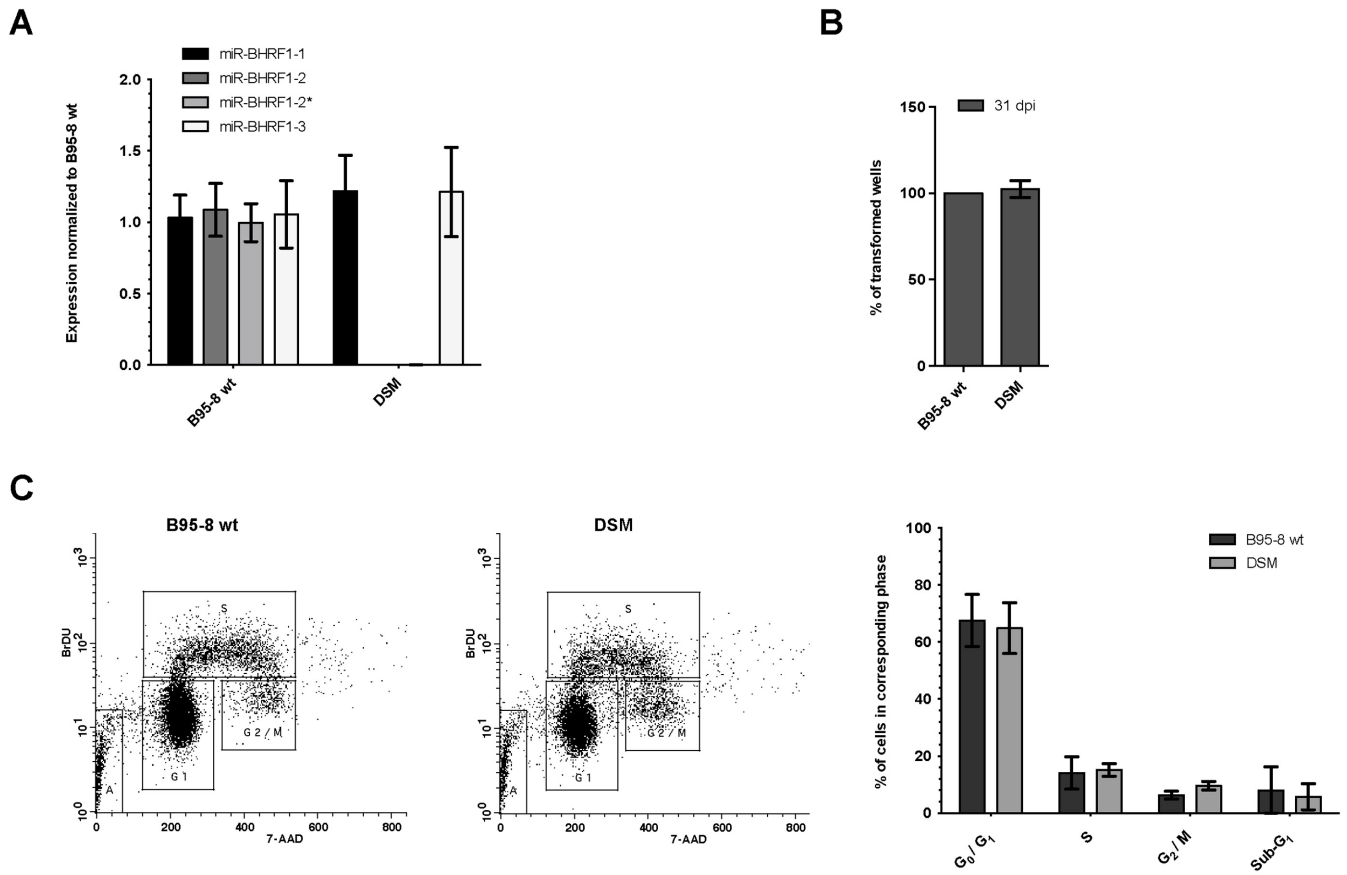 A
miR-BHRF1-1
miR-BHRF1-2
miR-BHRF1-2*
miR-BHRF1-3
Expression normalized to B95-8 wt
2.0
1.5
1.0
0.5
0.0
B95-8 wt
DSM
B
31 dpi
% of transformed wells
150
100
50
0
B95-8 wt
DSM
C
B95-8 wt
BrDU
10³
10²
10¹
10⁰
S
G 2 / M
G 1
A
0 200 400 600 800
7-AAD
DSM
BrDU
10³
10²
10¹
10⁰
S
G 2 / M
G 1
A
0 200 400 600 800
7-AAD
B95-8 wt
DSM
% of cells in corresponding phase
100
80
60
40
20
0
G₀ / G₁
S
G₂ / M
Sub-G₁